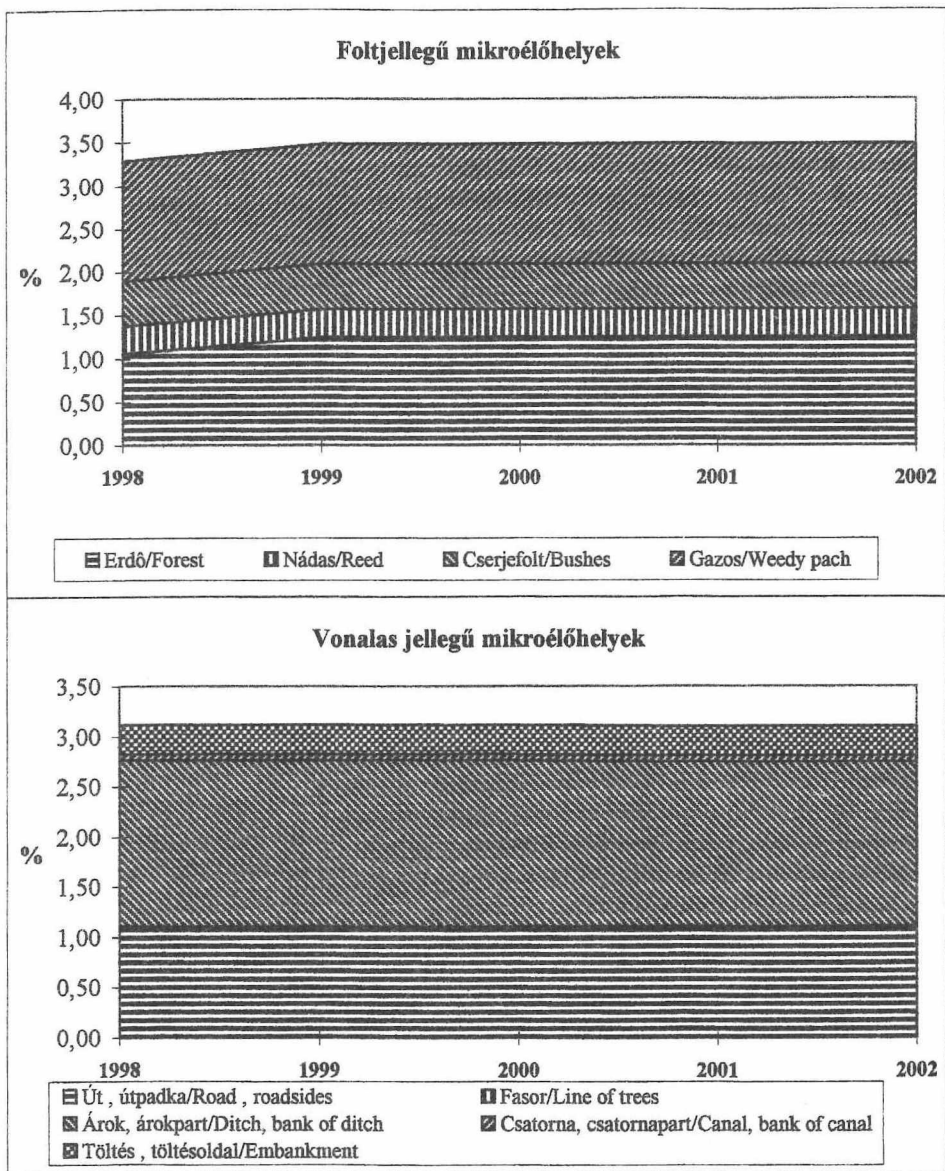 Foltjellegű mikroélőhelyek
4,00
3,50
3,00
2,50
2,00
1,50
1,00
0,50
0,00
%
1998 1999 2000 2001 2002
Erdô/Forest Nádas/Reed Cserjefolt/Bushes Gazos/Weedy pach
Vonalas jellegű mikroélőhelyek
3,50
3,00
2,50
2,00
1,50
1,00
0,50
0,00
%
1998 1999 2000 2001 2002
Út , útpadka/Road , roadsides Fasor/Line of trees
Árok, árokpart/Ditch, bank of ditch Csatorna, csatornapart/Canal, bank of canal
Töltés , töltésoldal/Embankment